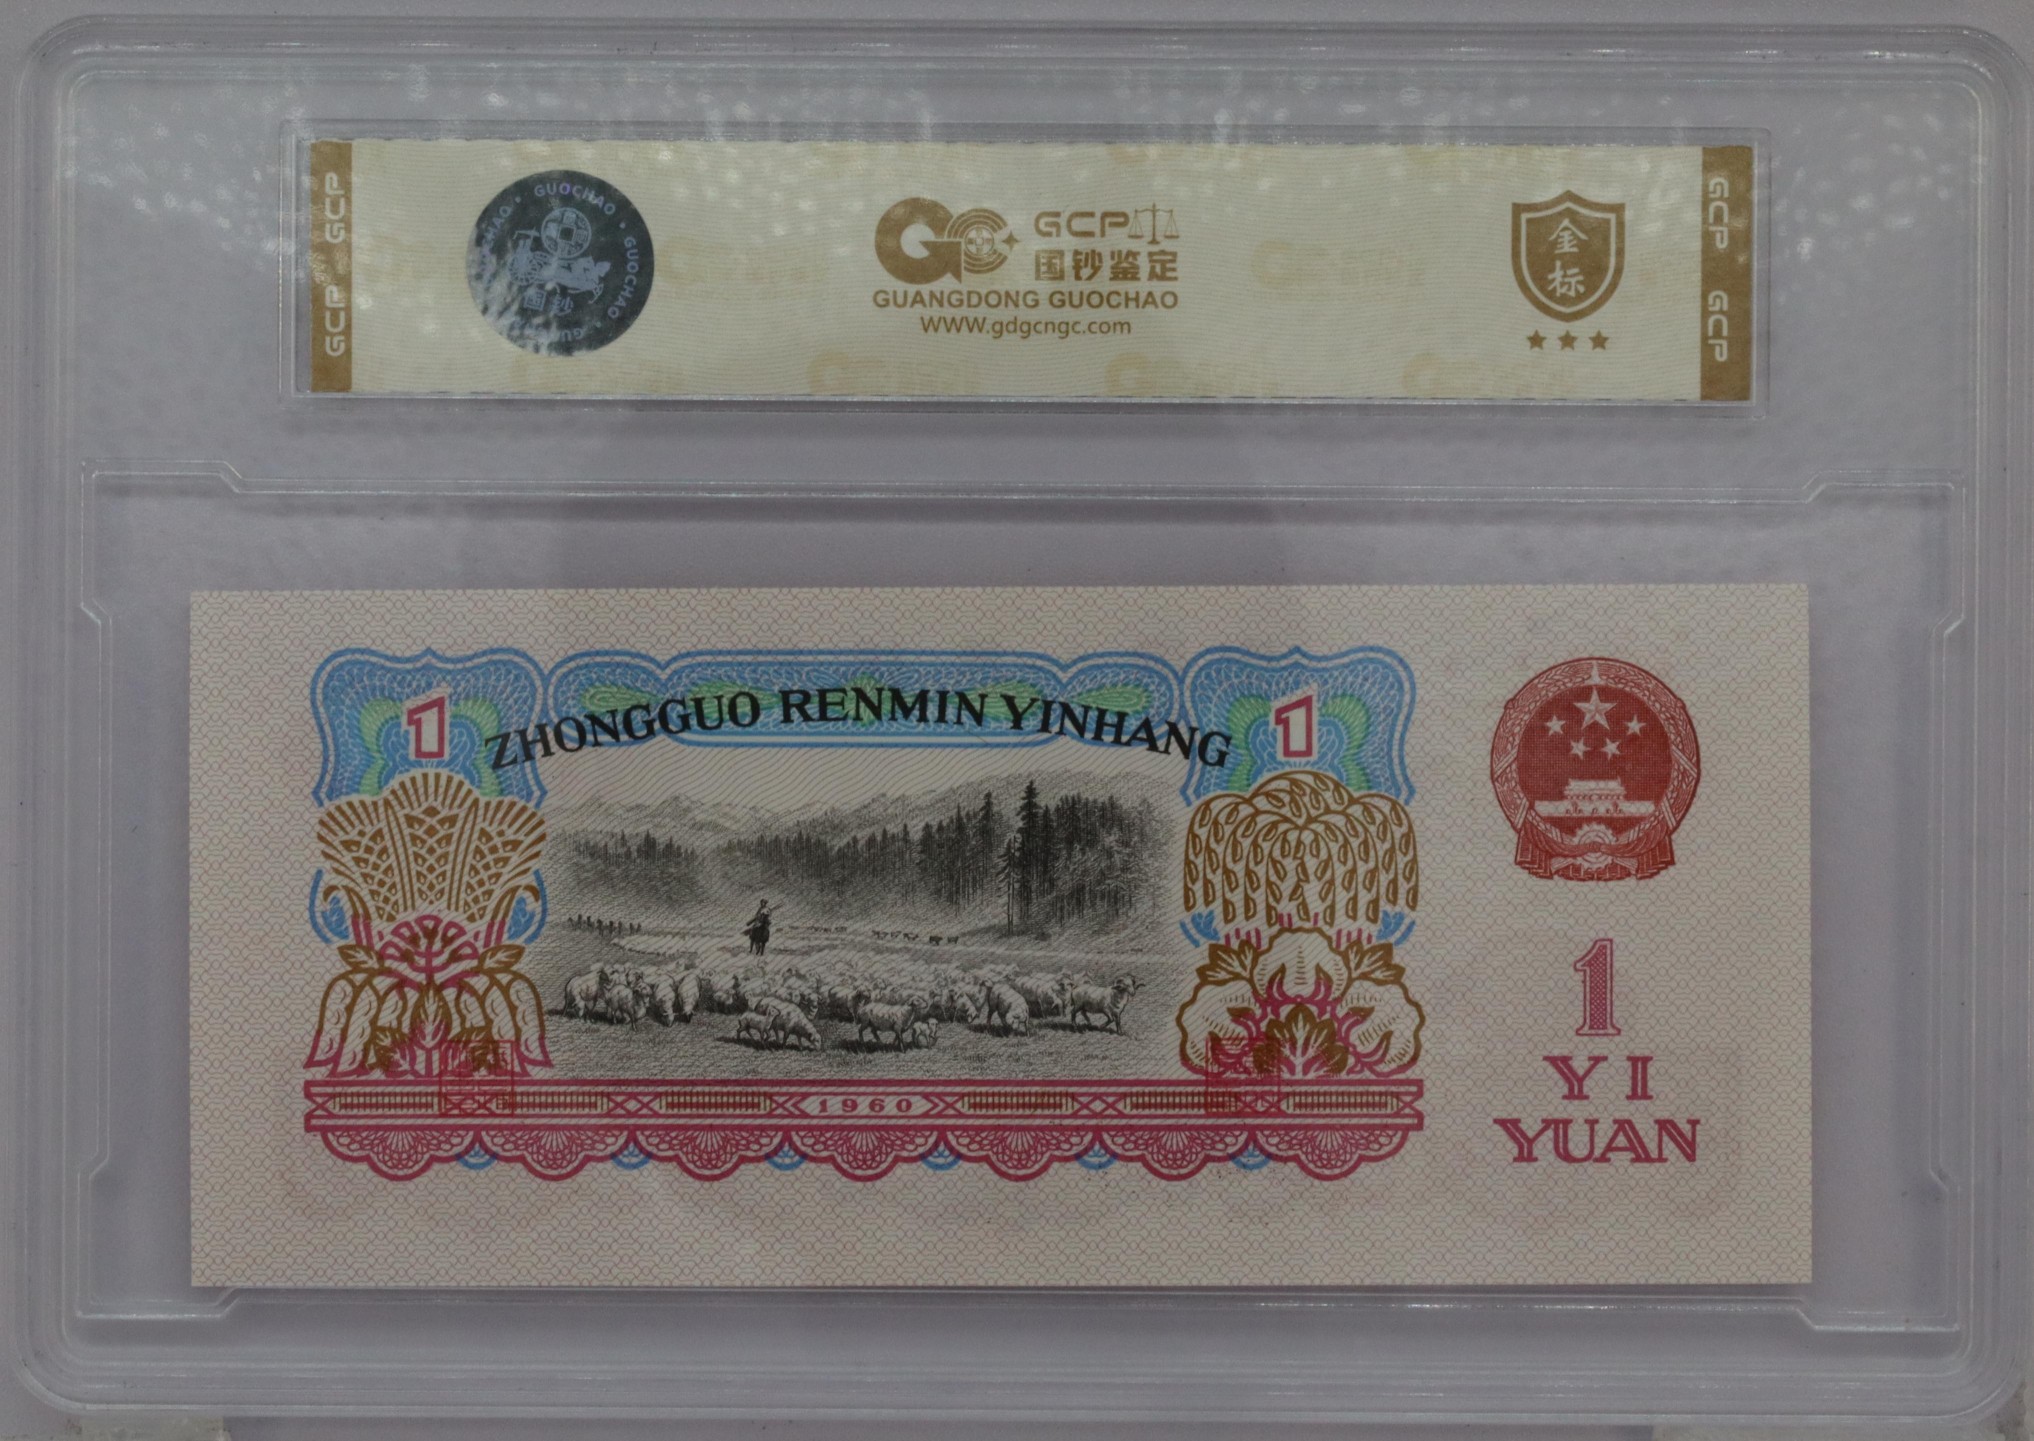 GCP GCP
GUOCHAO · GUOCHAO · GUOCHAO
国钞
GCP
国钞鉴定
GUANGDONG GUOCHAO
WWW.gdgcngc.com
金标
GCP GCP
ZHONGGUO RENMIN YINHANG
1
1
1960
1
YI
YUAN